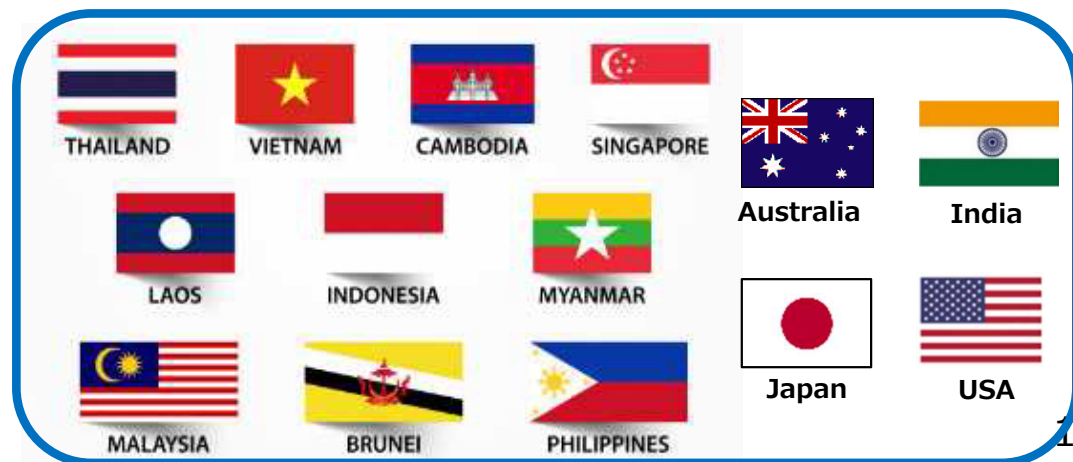 THAILAND VIETNAM CAMBODIA SINGAPORE
Australia India
LAOS INDONESIA MYANMAR
Japan USA
MALAYSIA BRUNEI PHILIPPINES
1